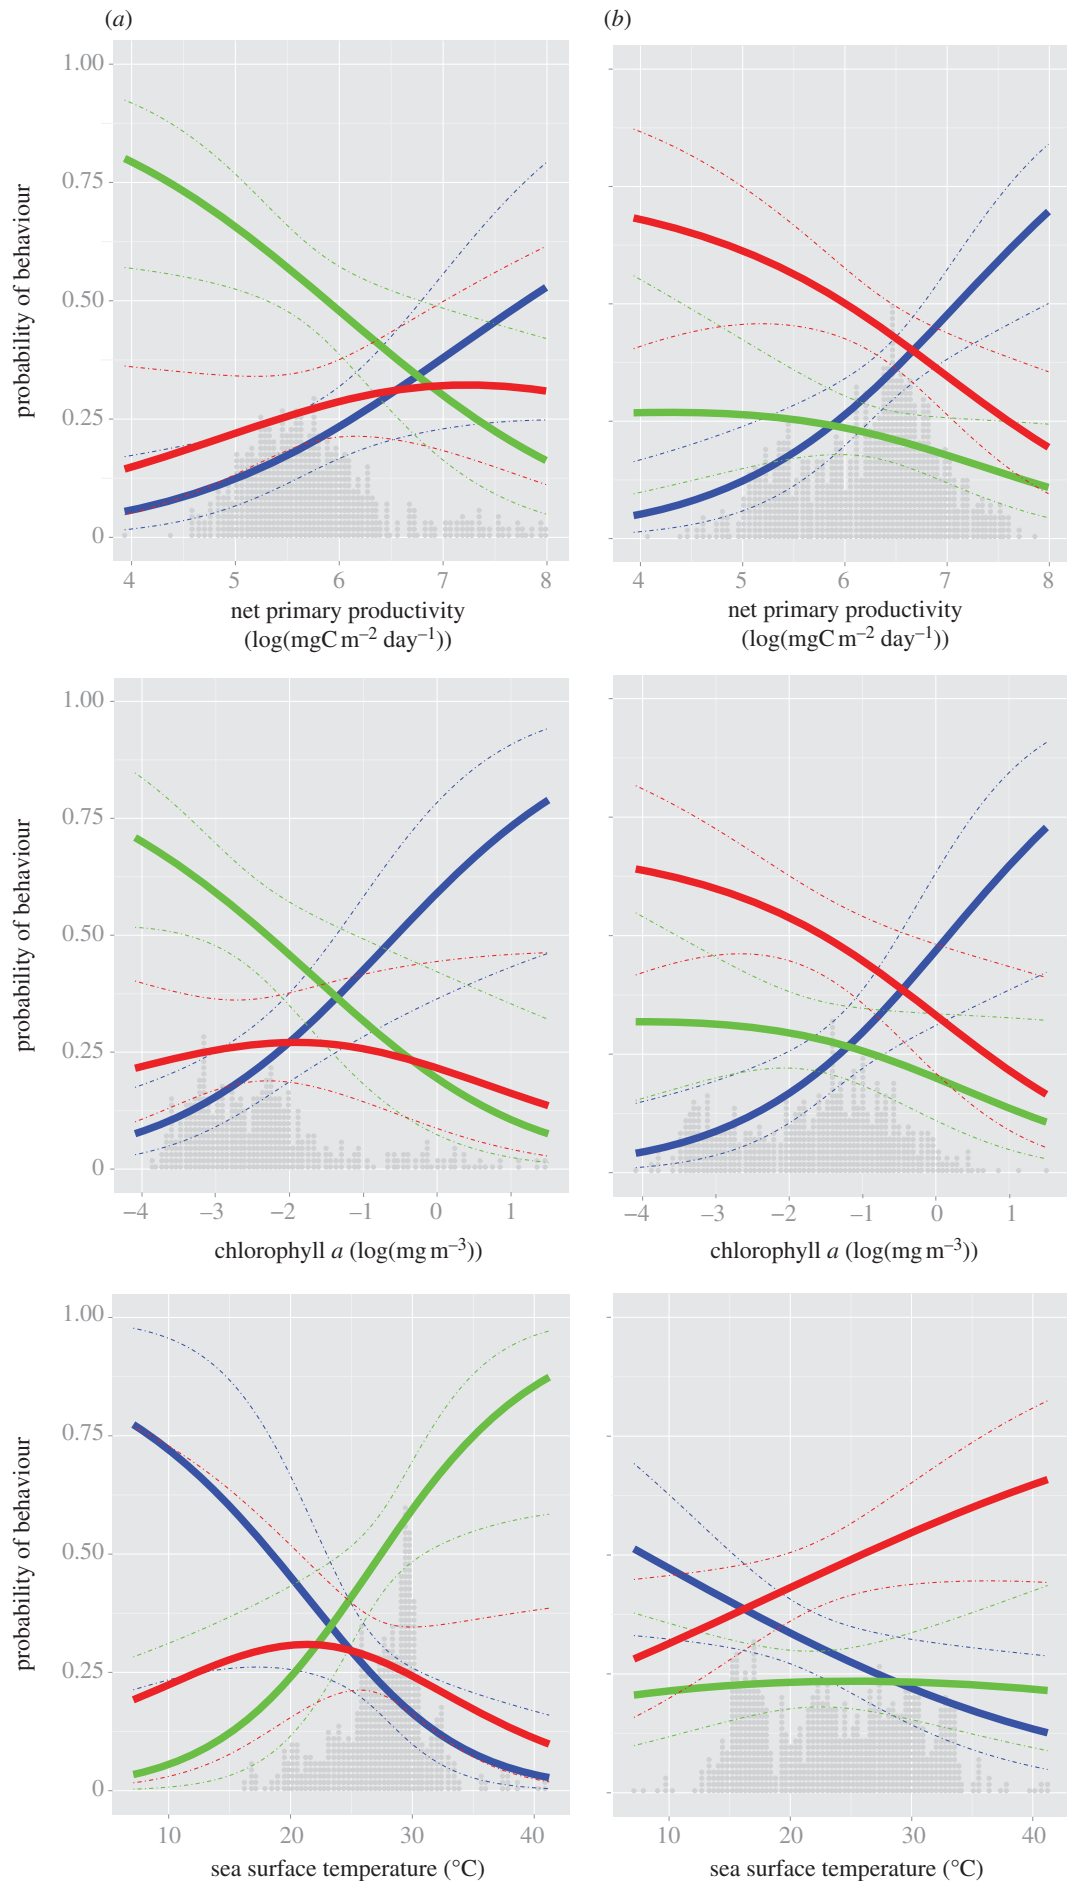 (a) (b)
1.00
0.75
0.50
0.25
0
probability of behaviour
4 5 6 7 8
4 5 6 7 8
net primary productivity
(log(mgC m–2 day–1))
net primary productivity
(log(mgC m–2 day–1))
1.00
0.75
0.50
0.25
0
probability of behaviour
–4 –3 –2 –1 0 1
–4 –3 –2 –1 0 1
chlorophyll a (log(mg m–3))
chlorophyll a (log(mg m–3))
1.00
0.75
0.50
0.25
0
probability of behaviour
10 20 30 40
10 20 30 40
sea surface temperature (°C)
sea surface temperature (°C)